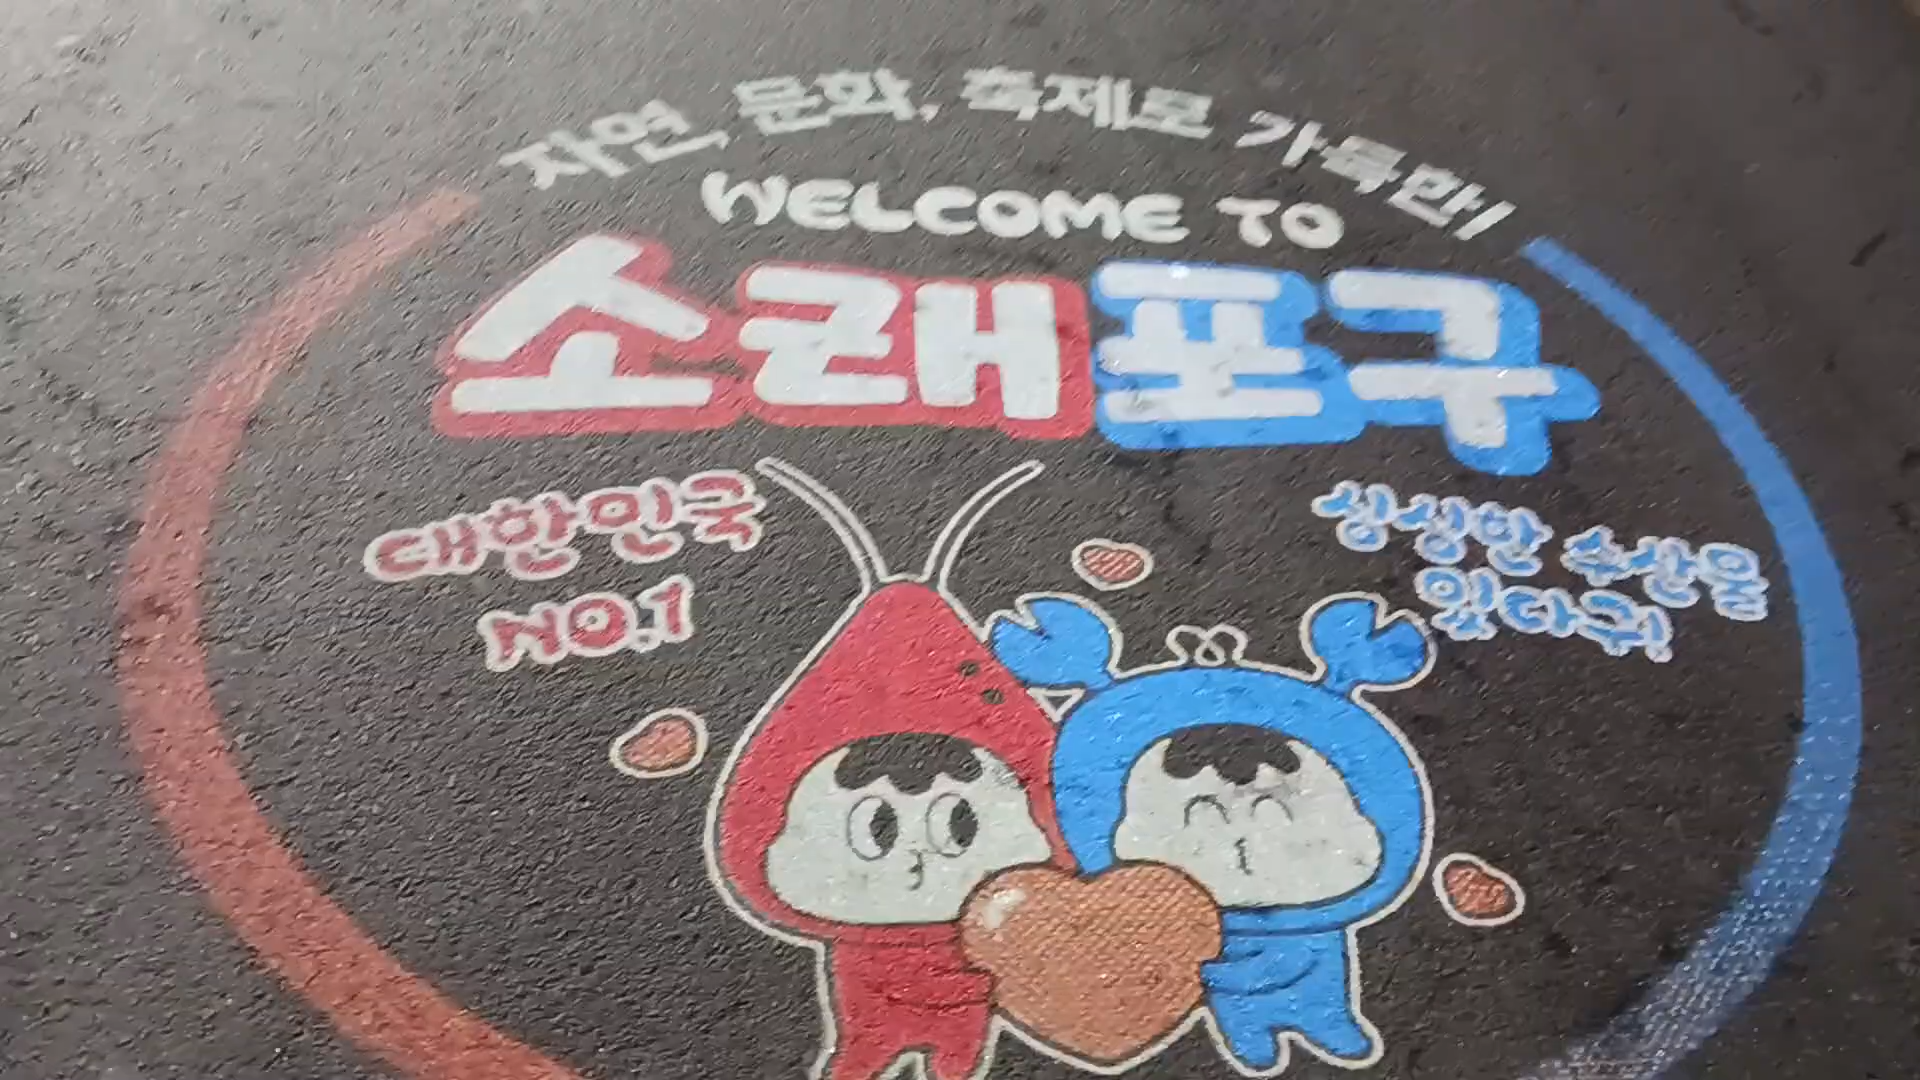 자연, 문화, 축제로 가득한!
WELCOME TO
소래포구
대한민국
NO.1
싱싱한 수산물
있다구